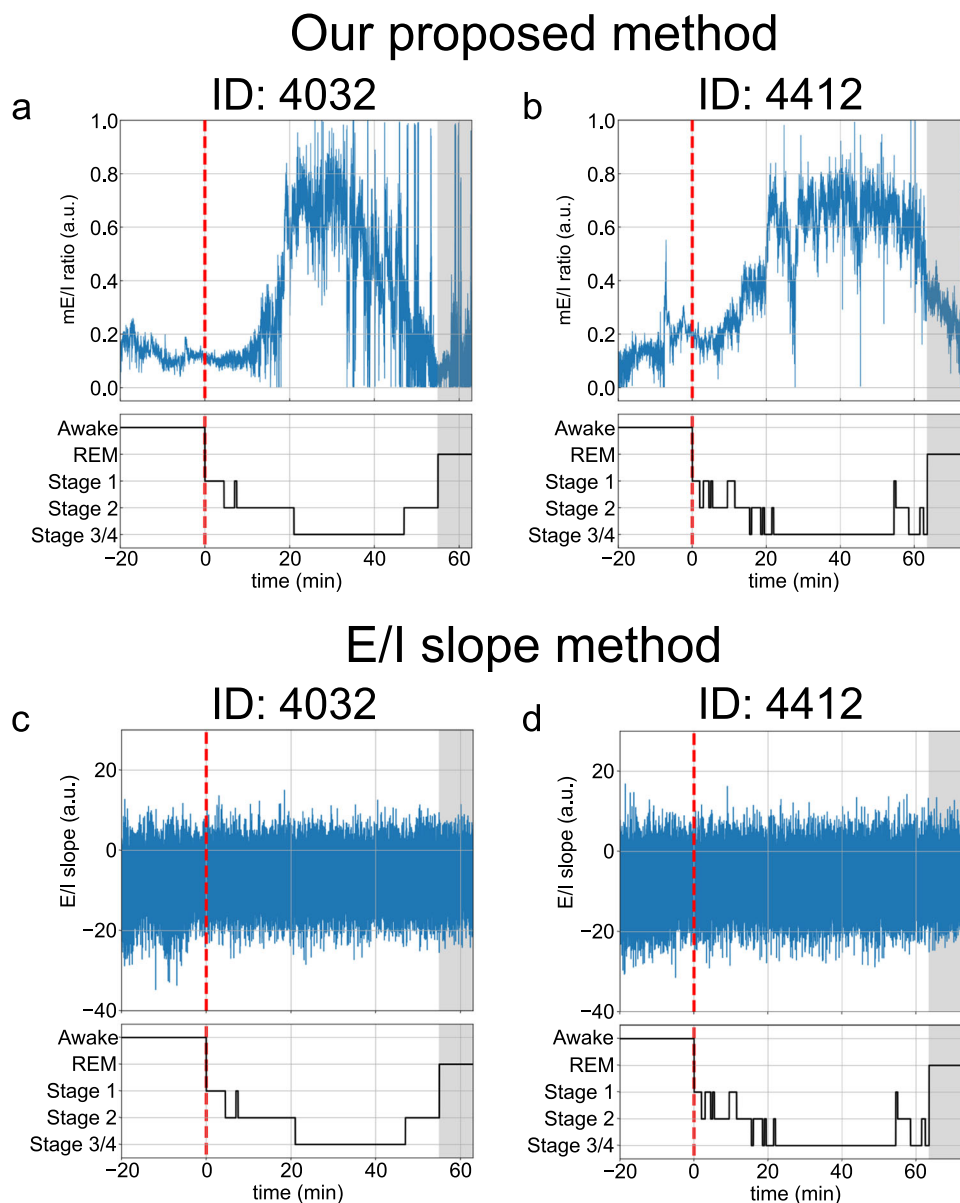 Our proposed method
a
ID: 4032
b
ID: 4412
1.0
0.8
0.6
0.4
0.2
0.0
mE/I ratio (a.u.)
Awake
REM
Stage 1
Stage 2
Stage 3/4
−20 0 20 40 60
time (min)
1.0
0.8
0.6
0.4
0.2
0.0
mE/I ratio (a.u.)
Awake
REM
Stage 1
Stage 2
Stage 3/4
−20 0 20 40 60
time (min)
E/I slope method
c
ID: 4032
d
ID: 4412
20
0
−20
−40
E/I slope (a.u.)
Awake
REM
Stage 1
Stage 2
Stage 3/4
−20 0 20 40 60
time (min)
20
0
−20
−40
E/I slope (a.u.)
Awake
REM
Stage 1
Stage 2
Stage 3/4
−20 0 20 40 60
time (min)